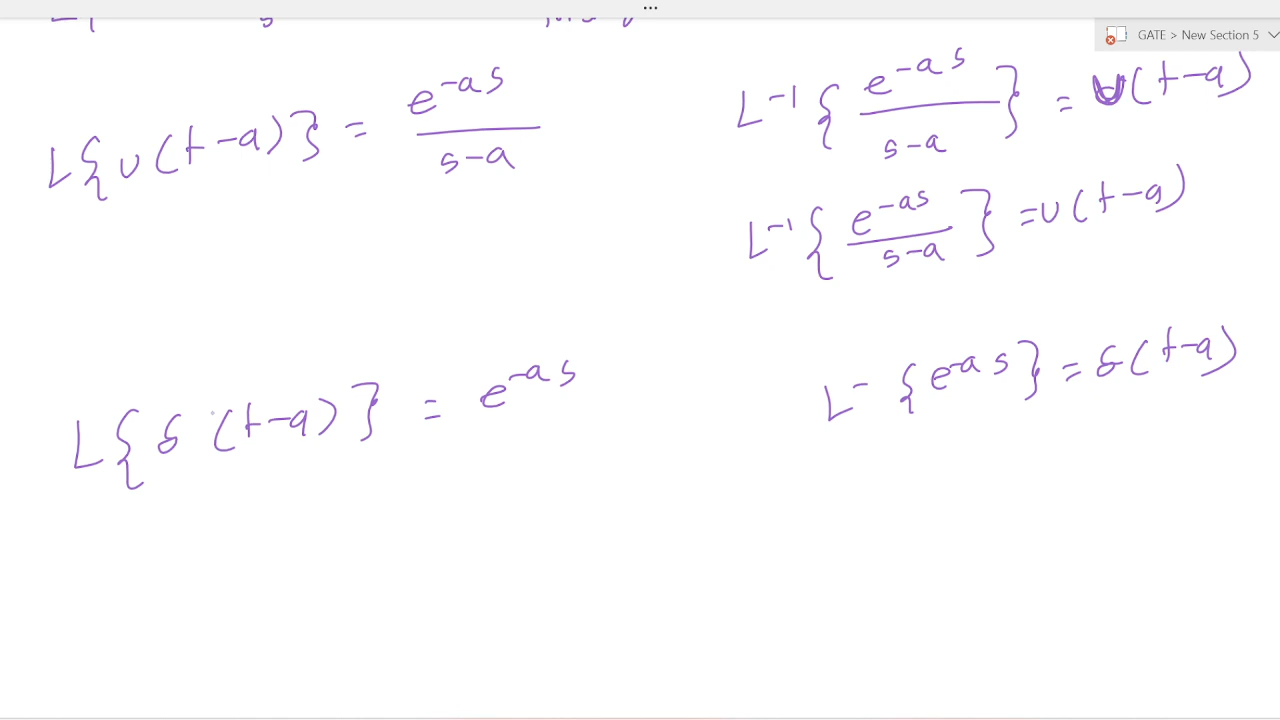 GATE > New Section 5
L{u(t-a)} = e^{-as}/(s-a)
L^{-1}{e^{-as}/(s-a)} = u(t-a)
L^{-1}{e^{-as}/(s-a)} = u(t-a)
L{δ(t-a)} = e^{-as}
L^{-}{e^{-as}} = δ(t-a)